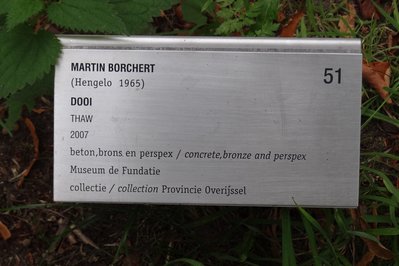 MARTIN BORCHERT 51
(Hengelo 1965)
DOOI
THAW
2007
beton,brons en perspex / concrete,bronze and perspex
Museum de Fundatie
collectie / collection Provincie Overijssel